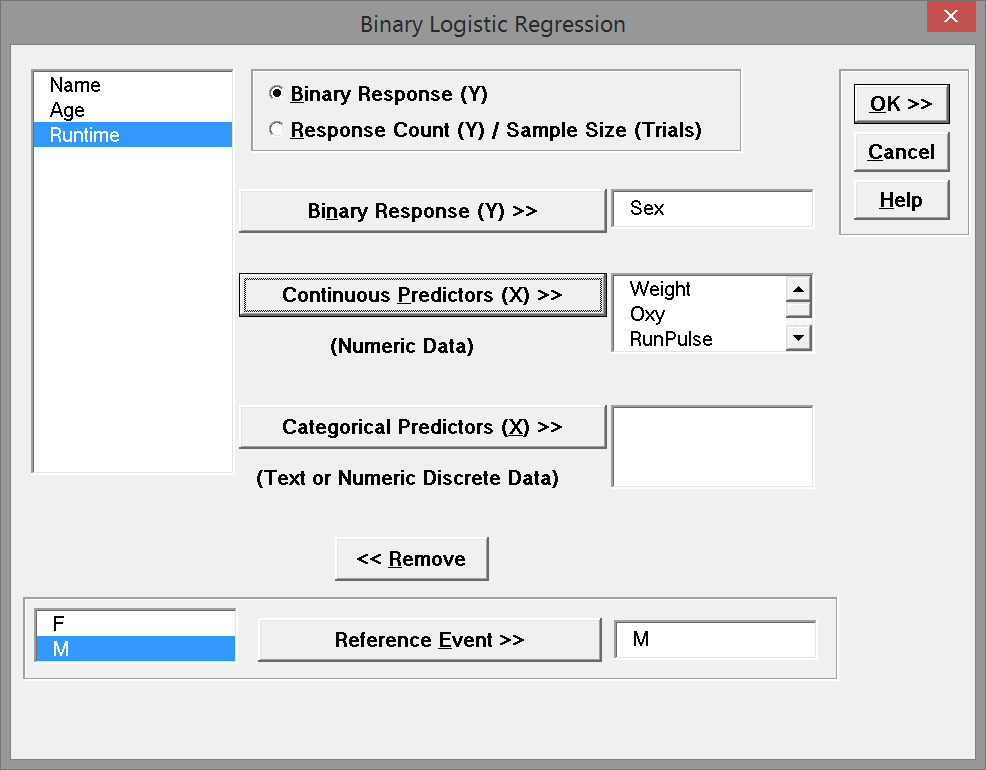 Binary Logistic Regression
Name
Age
Runtime
Binary Response (Y)
Response Count (Y) / Sample Size (Trials)
OK >>
Cancel
Help
Binary Response (Y) >>
Sex
Continuous Predictors (X) >>
Weight
Oxy
RunPulse
(Numeric Data)
Categorical Predictors (X) >>
(Text or Numeric Discrete Data)
<< Remove
F
M
Reference Event >>
M